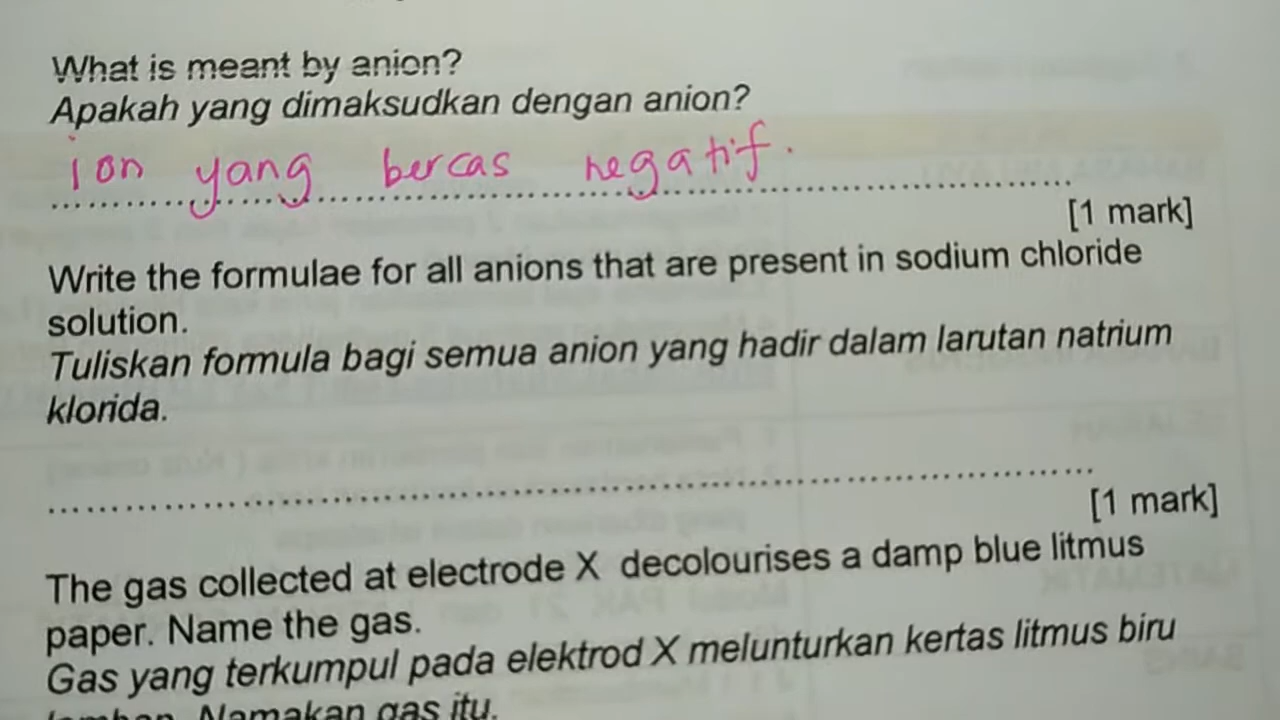 What is meant by anion?
Apakah yang dimaksudkan dengan anion?
ion yang bercas negatif.
[1 mark]
Write the formulae for all anions that are present in sodium chloride
solution.
Tuliskan formula bagi semua anion yang hadir dalam larutan natrium
klorida.
[1 mark]
The gas collected at electrode X decolourises a damp blue litmus
paper. Name the gas.
Gas yang terkumpul pada elektrod X melunturkan kertas litmus biru
Namakan gas itu.